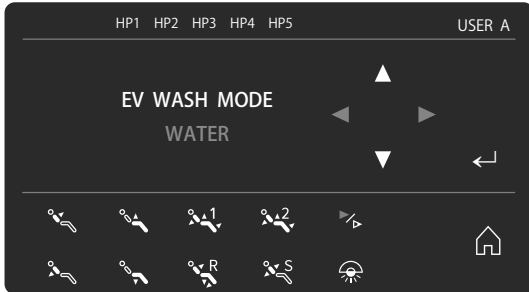 HP1 HP2 HP3 HP4 HP5 USER A
EV WASH MODE
WATER
1 2
R S